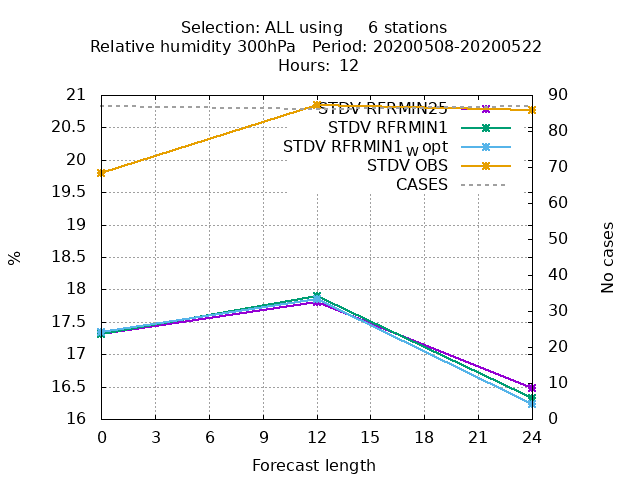 Selection: ALL using     6 stations
Relative humidity 300hPa   Period: 20200508-20200522
Hours: 12
21
20.5
20
19.5
19
18.5
18
17.5
17
16.5
16
%
90
80
70
60
50
40
30
20
10
0
No cases
STDV RFRMIN25
STDV RFRMIN1
STDV RFRMIN1wopt
STDV OBS
CASES
0 3 6 9 12 15 18 21 24
Forecast length